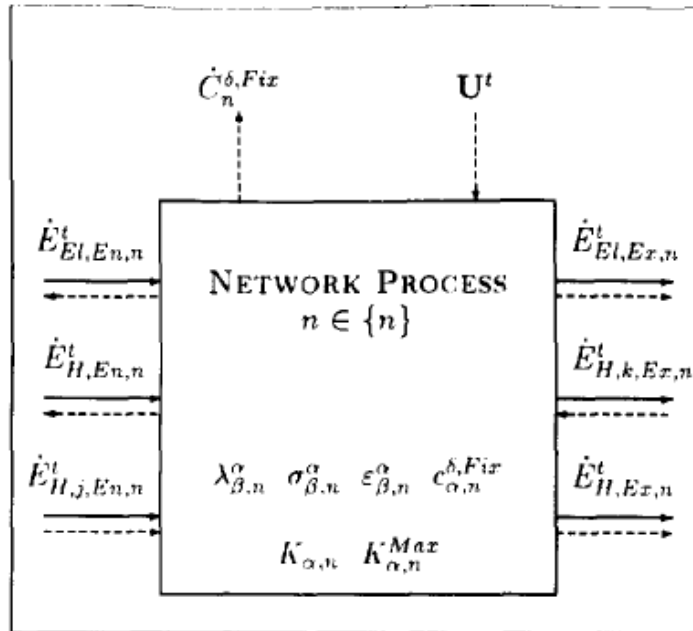 Ċ_n^{δ,Fix} U^t
Ė^t_{El,En,n} Ė^t_{El,Ex,n}
NETWORK PROCESS
n ∈ {n}
Ė^t_{H,En,n} Ė^t_{H,k,Ex,n}
Ė^t_{H,j,En,n} λ^α_{β,n} σ^α_{β,n} ε^α_{β,n} c^{δ,Fix}_{α,n} Ė^t_{H,Ex,n}
K_{α,n} K^{Max}_{α,n}